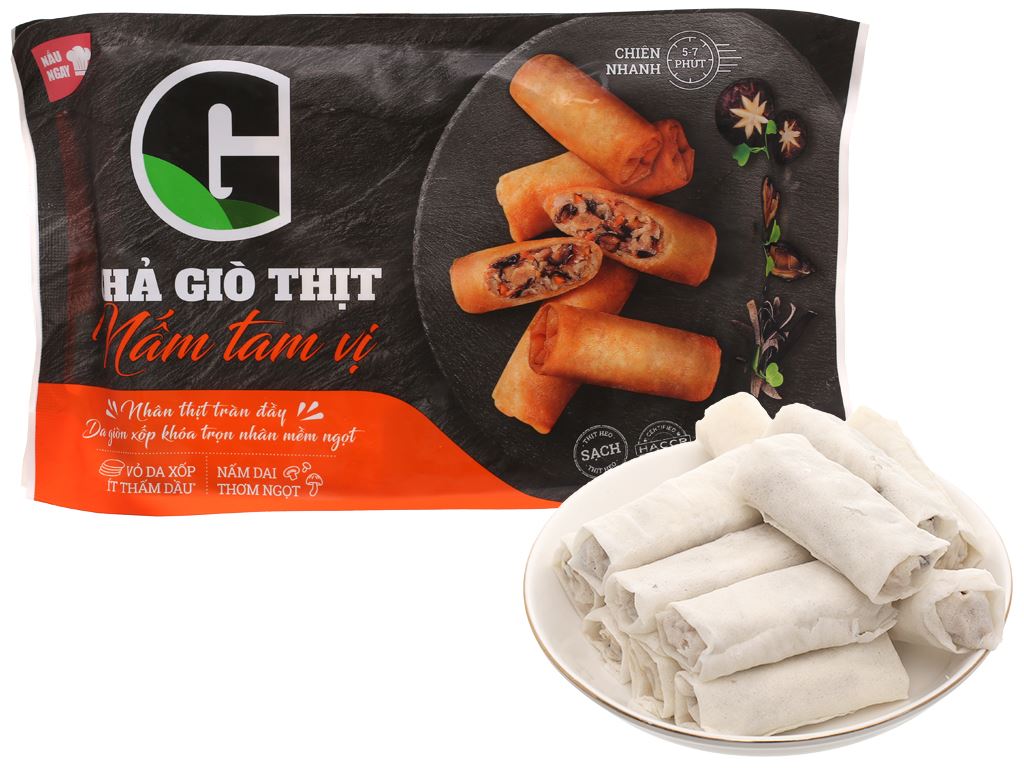 NẤU
NGAY
CHIÊN
NHANH
5-7
PHÚT
G
HẢ GIÒ THỊT
Nấm tam vị
Nhân thịt tràn đầy
Da giòn xốp khóa trọn nhân mềm ngọt
VỎ DA XỐP
ÍT THẤM DẦU*
NẤM DAI
THƠM NGỌT
THỊT HEO
SẠCH
THỊT HEO
CERTIFIED
HACCP